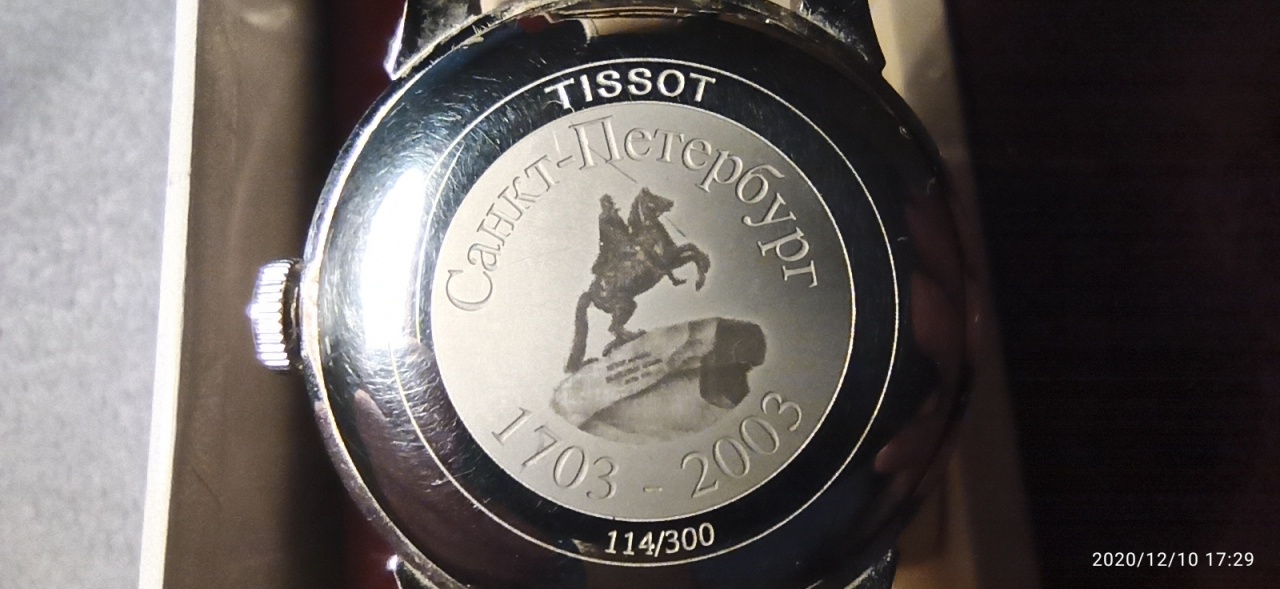 TISSOT
Санкт-Петербург
1703 - 2003
114/300
2020/12/10 17:29